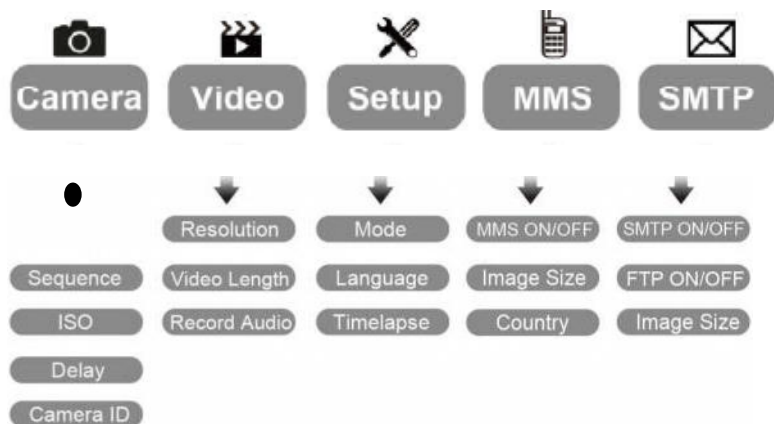 Camera Video Setup MMS SMTP
Resolution Mode MMS ON/OFF SMTP ON/OFF
Sequence Video Length Language Image Size FTP ON/OFF
ISO Record Audio Timelapse Country Image Size
Delay
Camera ID